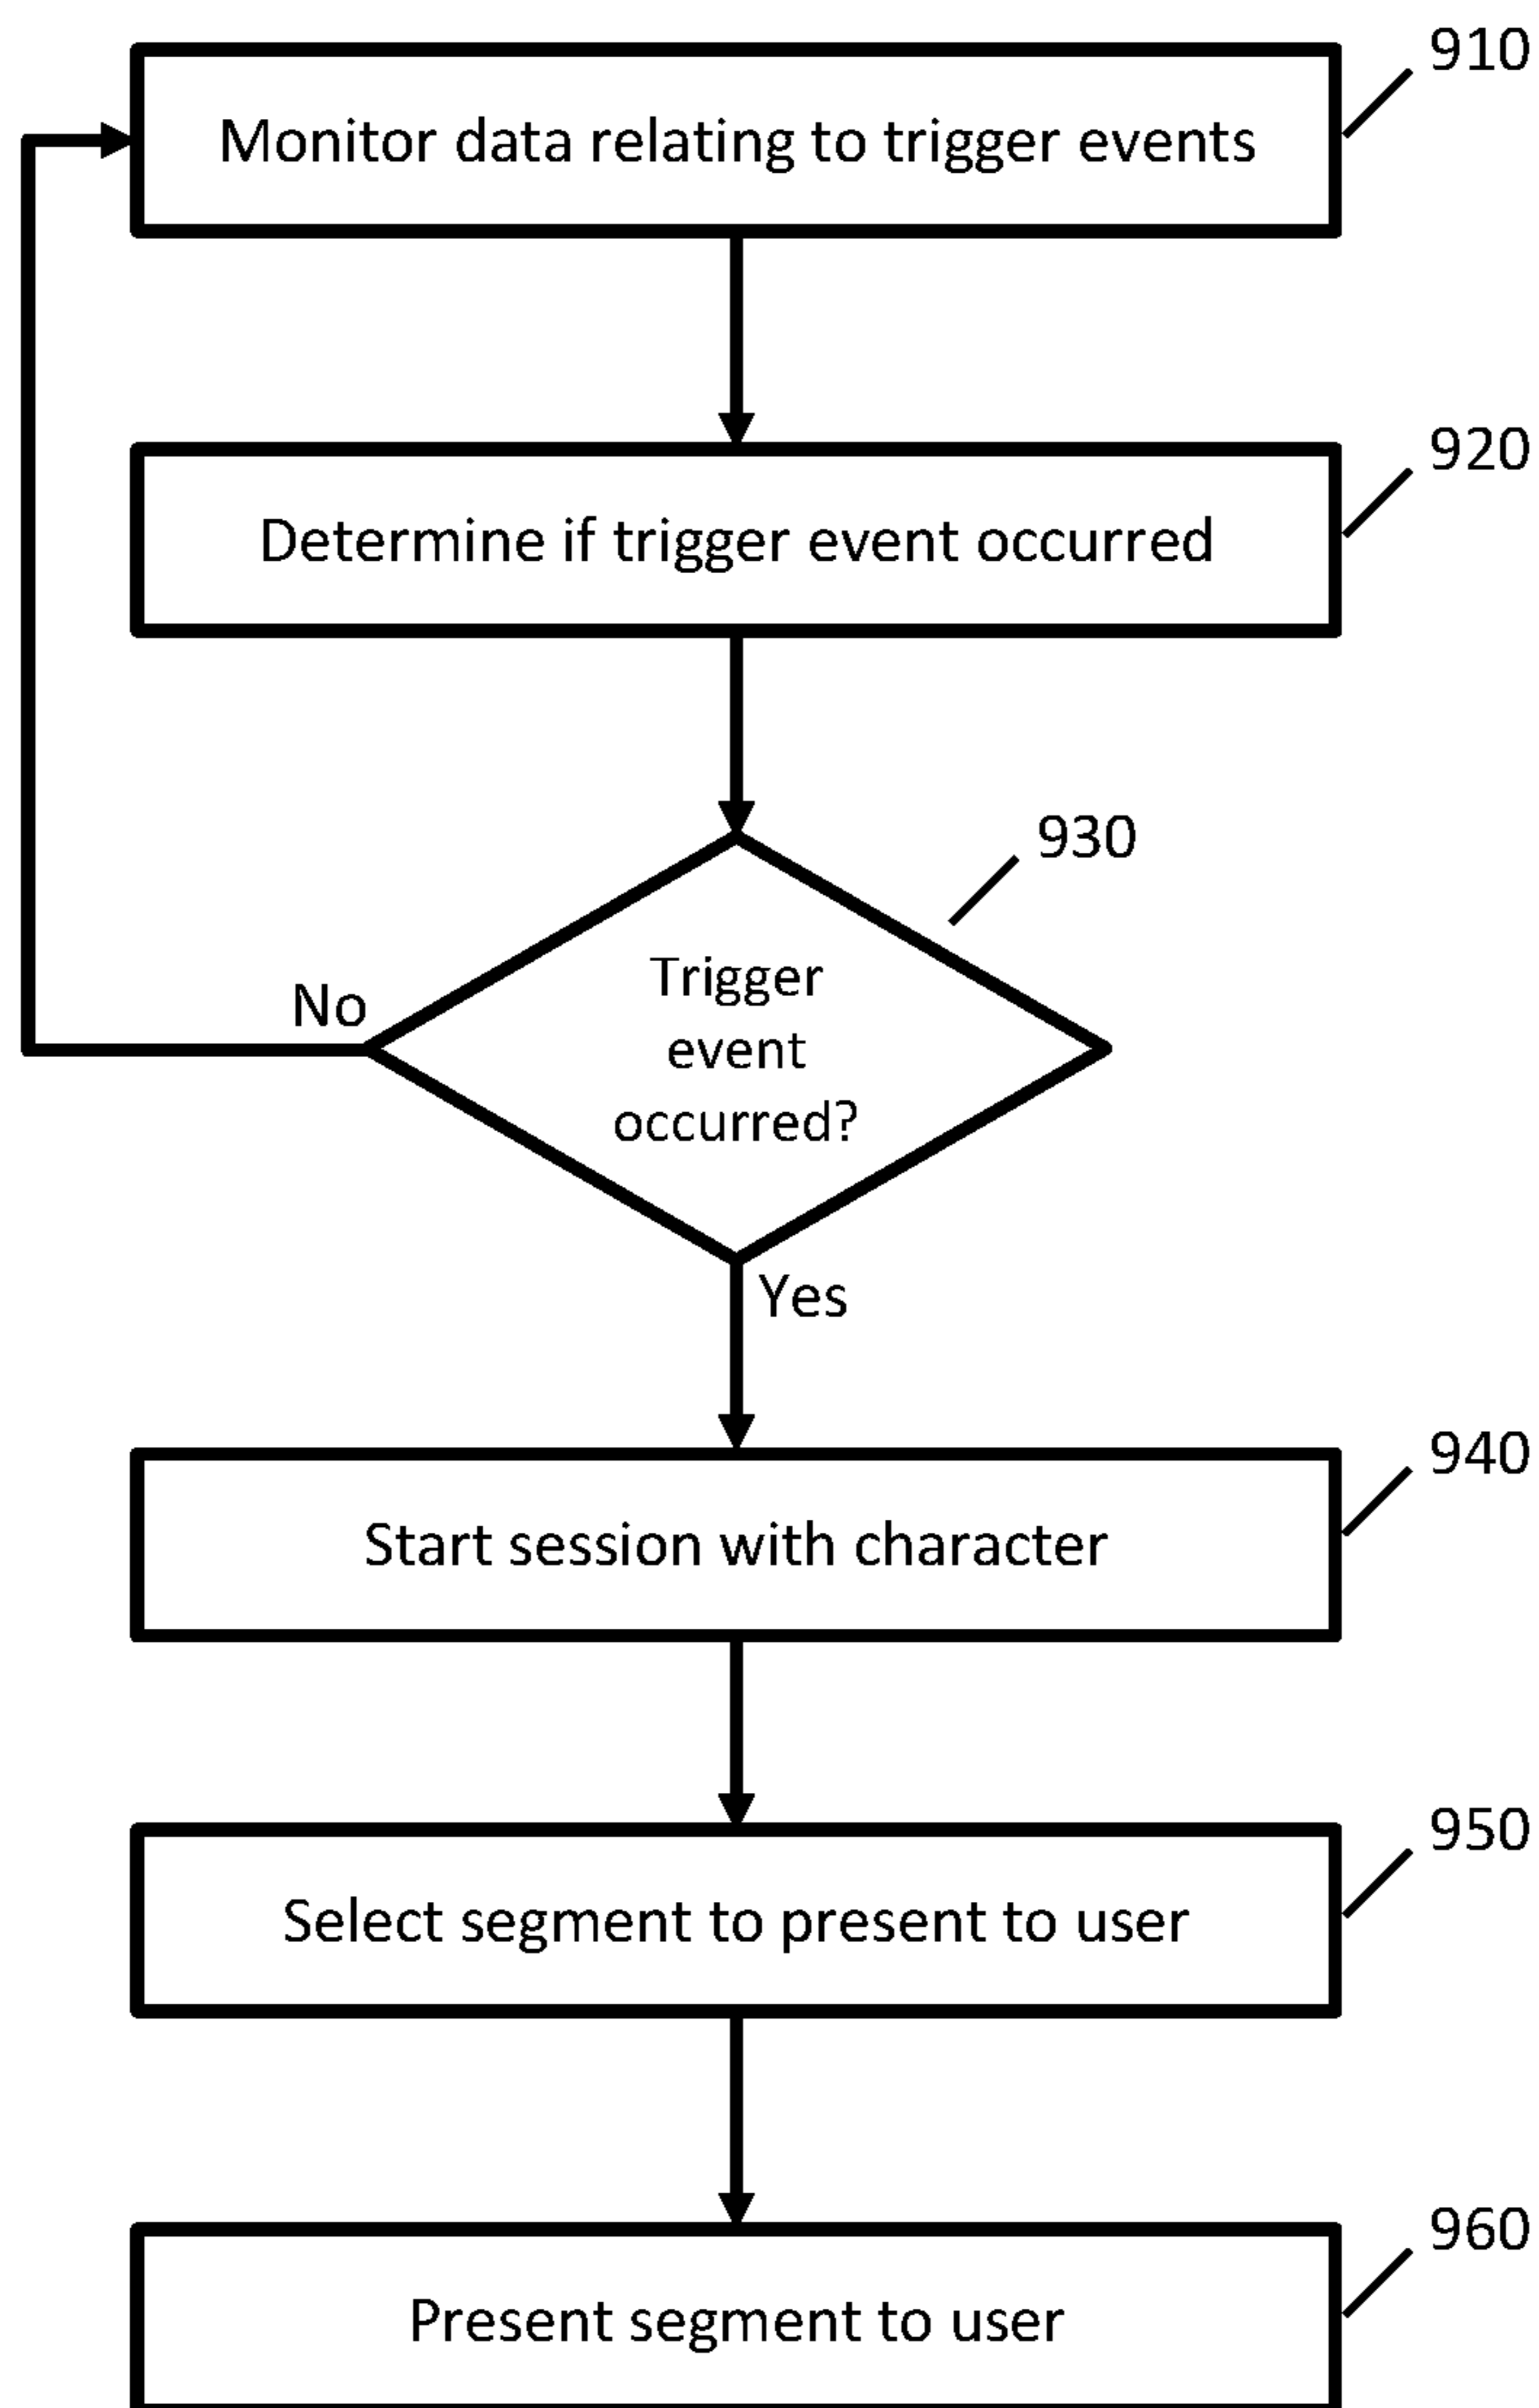 910
Monitor data relating to trigger events
920
Determine if trigger event occurred
930
Trigger
event
occurred?
No
Yes
940
Start session with character
950
Select segment to present to user
960
Present segment to user